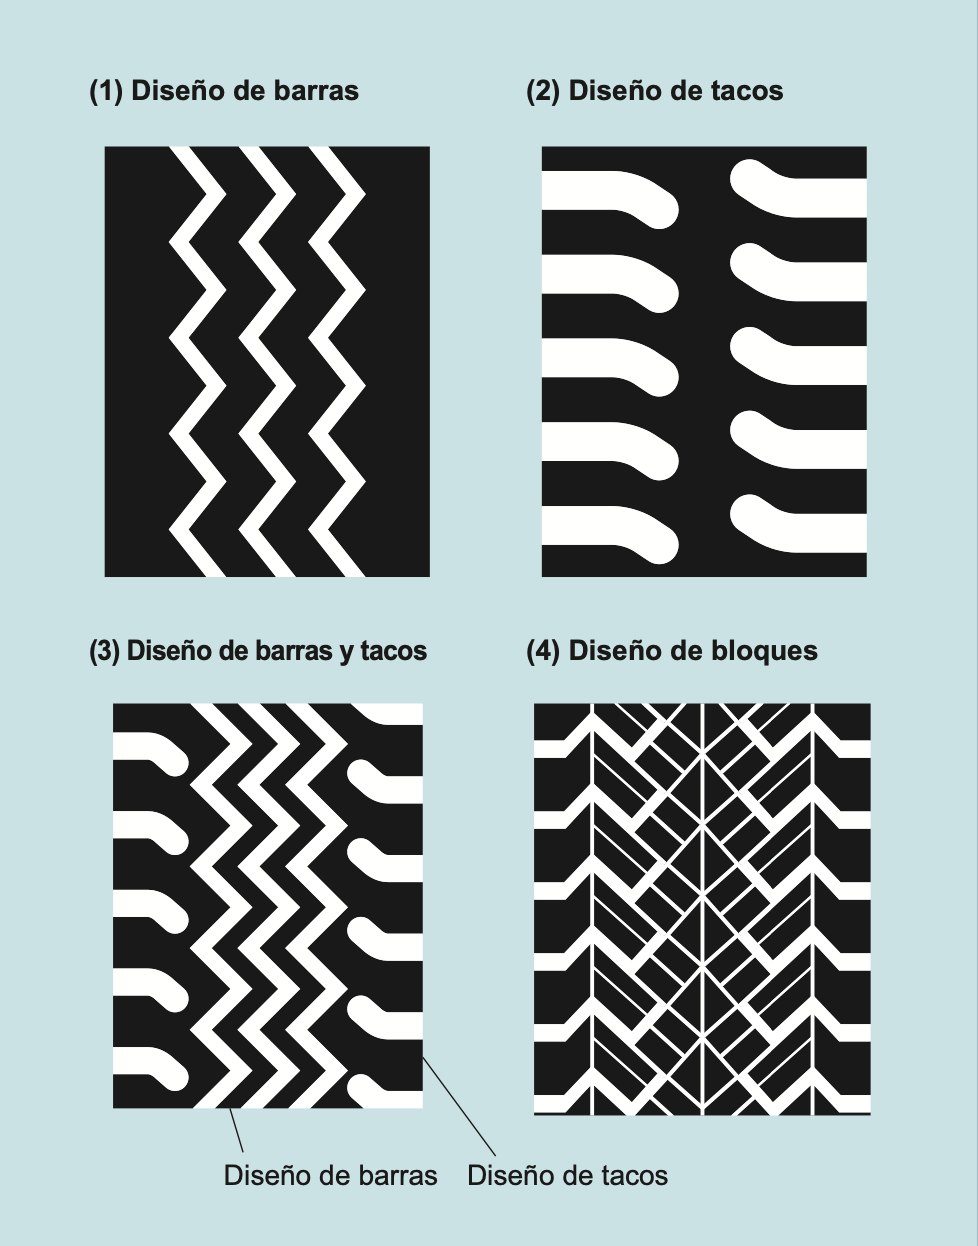 (1) Diseño de barras
(2) Diseño de tacos
(3) Diseño de barras y tacos
(4) Diseño de bloques
Diseño de barras
Diseño de tacos